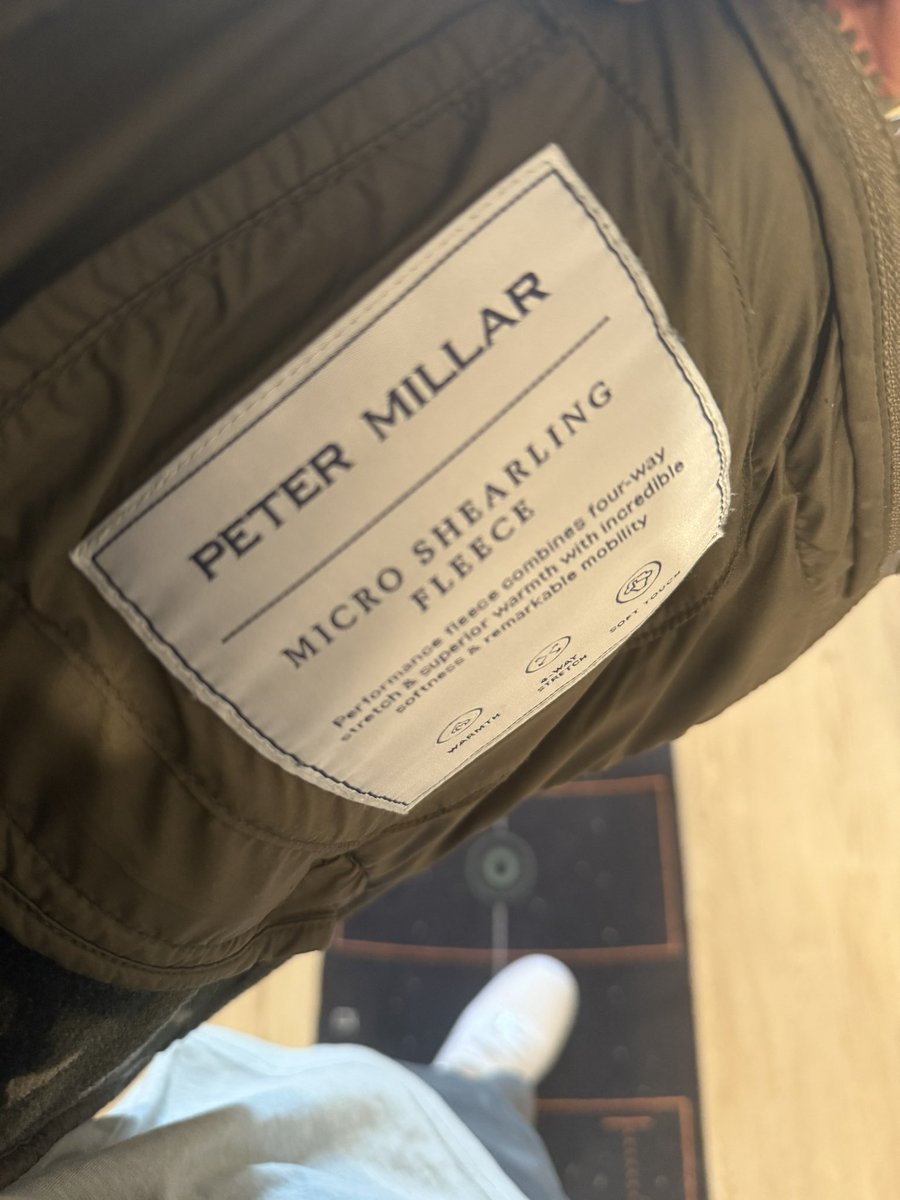 PETER MILLAR
MICRO SHEARLING
FLEECE
Performance fleece combines four-way
stretch & superior warmth with incredible
softness & remarkable mobility
WARMTH
4-WAY
STRETCH
SOFT TOUCH